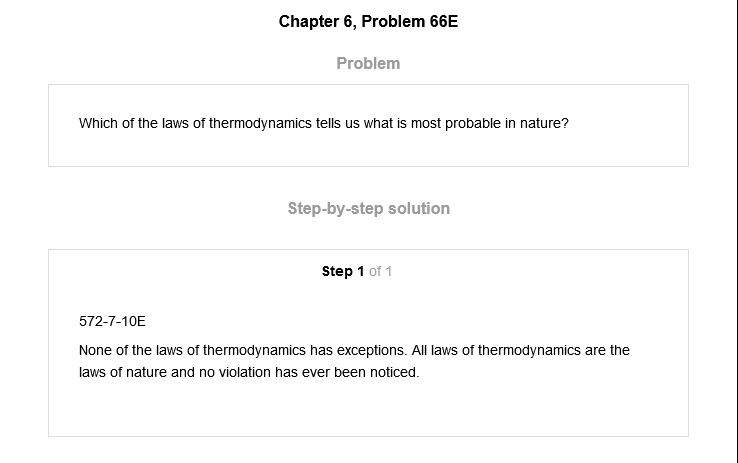 Chapter 6, Problem 66E
Problem
Which of the laws of thermodynamics tells us what is most probable in nature?
Step-by-step solution
Step 1 of 1
572-7-10E
None of the laws of thermodynamics has exceptions. All laws of thermodynamics are the
laws of nature and no violation has ever been noticed.